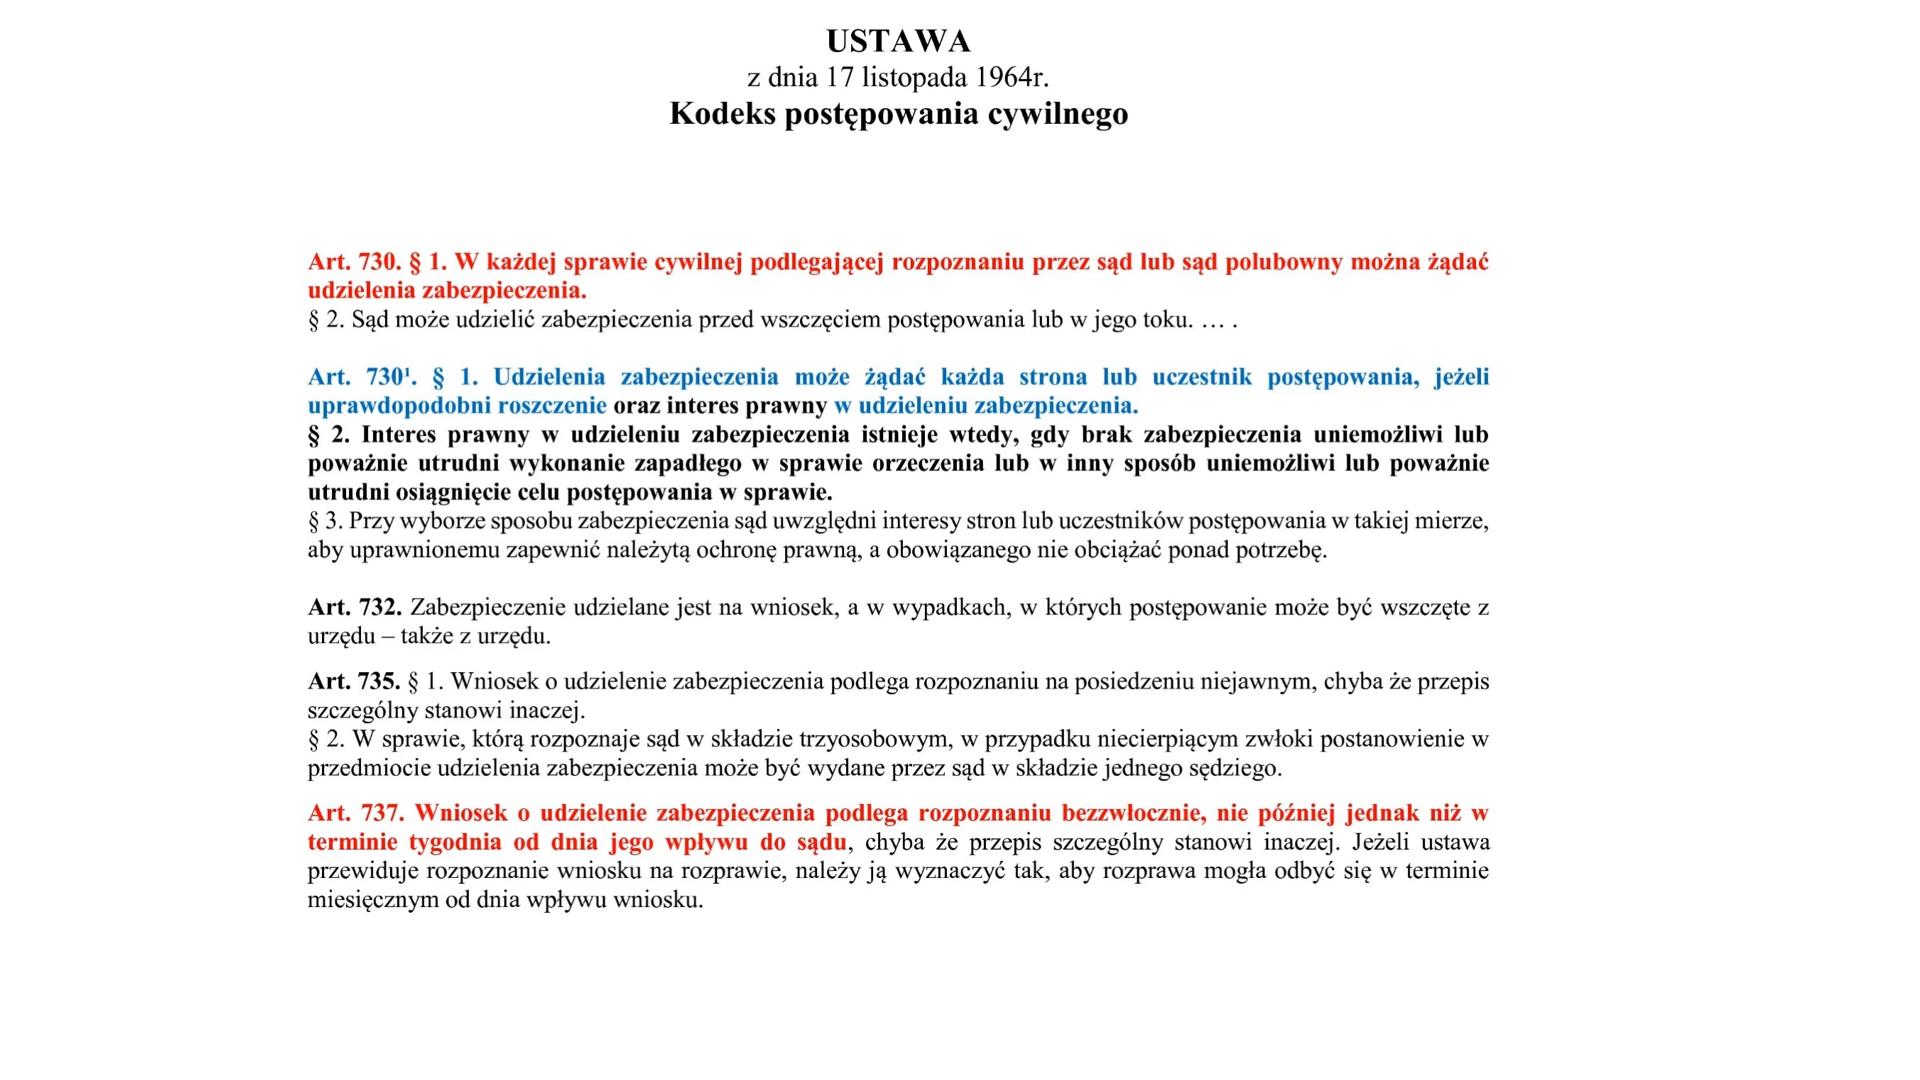 USTAWA
z dnia 17 listopada 1964r.
Kodeks postępowania cywilnego
Art. 730. § 1. W każdej sprawie cywilnej podlegającej rozpoznaniu przez sąd lub sąd polubowny można żądać
udzielenia zabezpieczenia.
§ 2. Sąd może udzielić zabezpieczenia przed wszczęciem postępowania lub w jego toku. … .
Art. 730¹. § 1. Udzielenia zabezpieczenia może żądać każda strona lub uczestnik postępowania, jeżeli
uprawdopodobni roszczenie oraz interes prawny w udzieleniu zabezpieczenia.
§ 2. Interes prawny w udzieleniu zabezpieczenia istnieje wtedy, gdy brak zabezpieczenia uniemożliwi lub
poważnie utrudni wykonanie zapadłego w sprawie orzeczenia lub w inny sposób uniemożliwi lub poważnie
utrudni osiągnięcie celu postępowania w sprawie.
§ 3. Przy wyborze sposobu zabezpieczenia sąd uwzględni interesy stron lub uczestników postępowania w takiej mierze,
aby uprawnionemu zapewnić należytą ochronę prawną, a obowiązanego nie obciążać ponad potrzebę.
Art. 732. Zabezpieczenie udzielane jest na wniosek, a w wypadkach, w których postępowanie może być wszczęte z
urzędu – także z urzędu.
Art. 735. § 1. Wniosek o udzielenie zabezpieczenia podlega rozpoznaniu na posiedzeniu niejawnym, chyba że przepis
szczególny stanowi inaczej.
§ 2. W sprawie, którą rozpoznaje sąd w składzie trzyosobowym, w przypadku niecierpiącym zwłoki postanowienie w
przedmiocie udzielenia zabezpieczenia może być wydane przez sąd w składzie jednego sędziego.
Art. 737. Wniosek o udzielenie zabezpieczenia podlega rozpoznaniu bezzwłocznie, nie później jednak niż w
terminie tygodnia od dnia jego wpływu do sądu, chyba że przepis szczególny stanowi inaczej. Jeżeli ustawa
przewiduje rozpoznanie wniosku na rozprawie, należy ją wyznaczyć tak, aby rozprawa mogła odbyć się w terminie
miesięcznym od dnia wpływu wniosku.